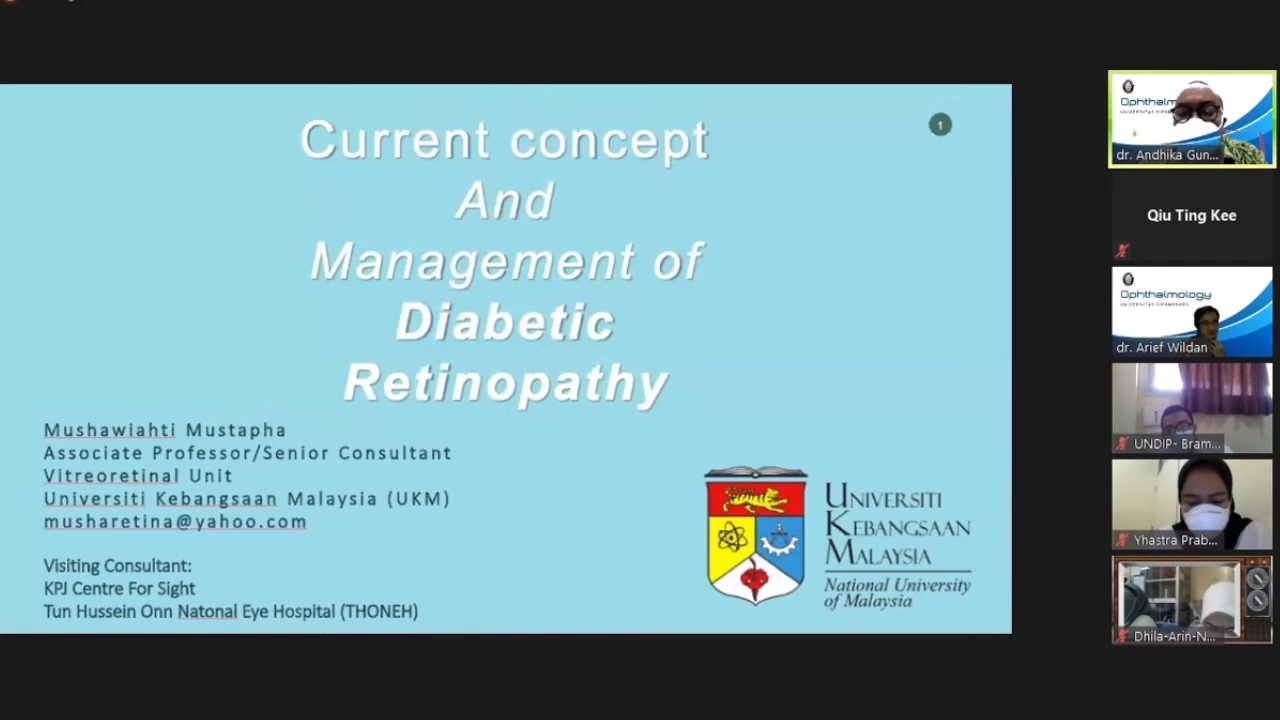 Current concept
And
Management of
Diabetic
Retinopathy
1
Mushawiahti Mustapha
Associate Professor/Senior Consultant
Vitreoretinal Unit
Universiti Kebangsaan Malaysia (UKM)
musharetina@yahoo.com
Visiting Consultant:
KPJ Centre For Sight
Tun Hussein Onn Natonal Eye Hospital (THONEH)
UNIVERSITI
KEBANGSAAN
MALAYSIA
National University
of Malaysia
Ophthalm
dr. Andhika Gun...
Qiu Ting Kee
Ophthalmology
UNIVERSITAS DIPONEGORO
dr. Arief Wildan
UNDIP- Bram...
Yhastra Prab...
Dhila-Arin-N...